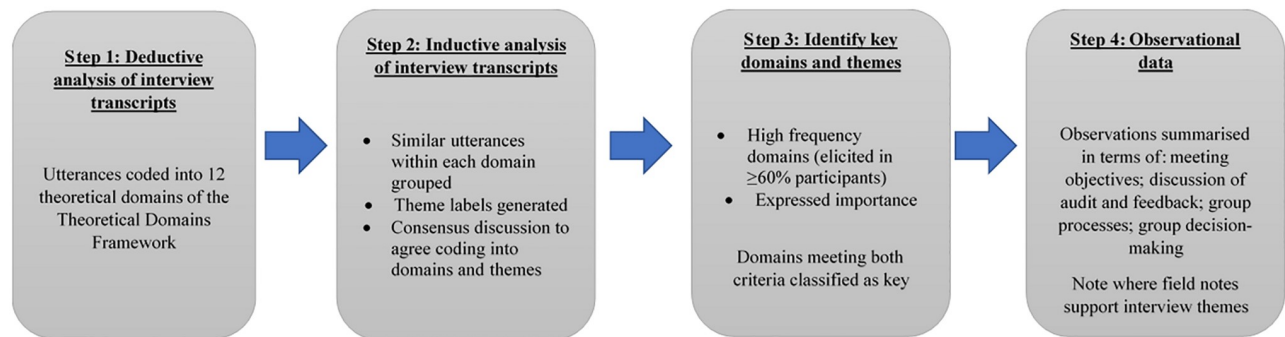 Step 1: Deductive
analysis of interview
transcripts
Utterances coded into 12
theoretical domains of the
Theoretical Domains
Framework
Step 2: Inductive analysis
of interview transcripts
• Similar utterances
within each domain
grouped
• Theme labels generated
• Consensus discussion to
agree coding into
domains and themes
Step 3: Identify key
domains and themes
• High frequency
domains (elicited in
≥60% participants)
• Expressed importance
Domains meeting both
criteria classified as key
Step 4: Observational
data
Observations summarised
in terms of: meeting
objectives; discussion of
audit and feedback; group
processes; group decision-
making
Note where field notes
support interview themes